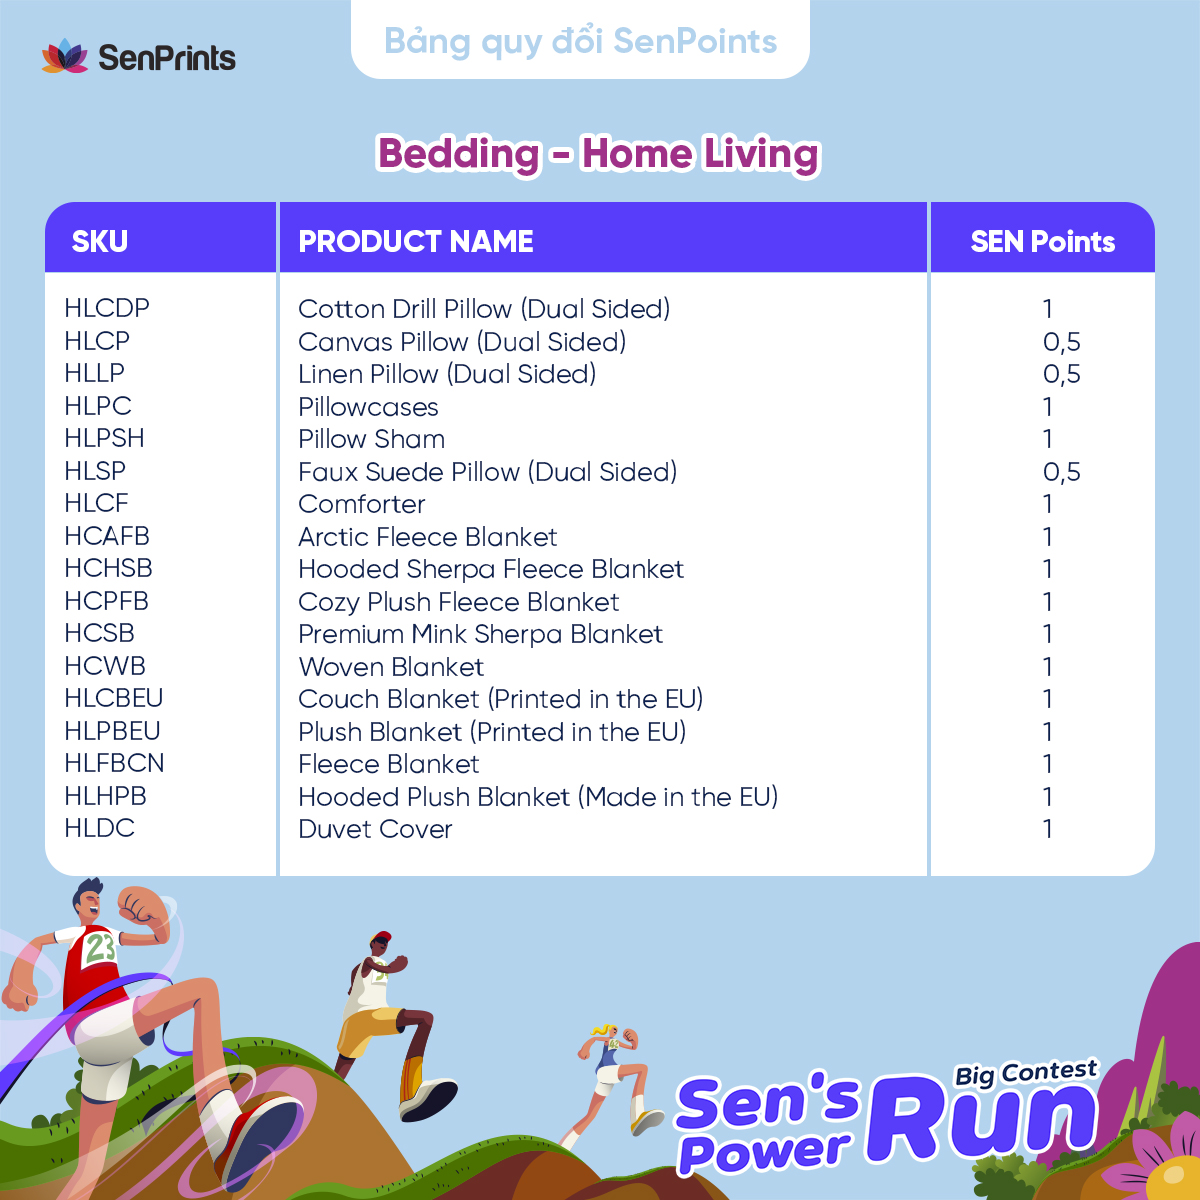 SenPrints
Bảng quy đổi SenPoints
Bedding - Home Living
SKU PRODUCT NAME SEN Points
HLCDP Cotton Drill Pillow (Dual Sided) 1
HLCP Canvas Pillow (Dual Sided) 0,5
HLLP Linen Pillow (Dual Sided) 0,5
HLPC Pillowcases 1
HLPSH Pillow Sham 1
HLSP Faux Suede Pillow (Dual Sided) 0,5
HLCF Comforter 1
HCAFB Arctic Fleece Blanket 1
HCHSB Hooded Sherpa Fleece Blanket 1
HCPFB Cozy Plush Fleece Blanket 1
HCSB Premium Mink Sherpa Blanket 1
HCWB Woven Blanket 1
HLCBEU Couch Blanket (Printed in the EU) 1
HLPBEU Plush Blanket (Printed in the EU) 1
HLFBCN Fleece Blanket 1
HLHPB Hooded Plush Blanket (Made in the EU) 1
HLDC Duvet Cover 1
23
Big Contest
Sen's
Power
Run